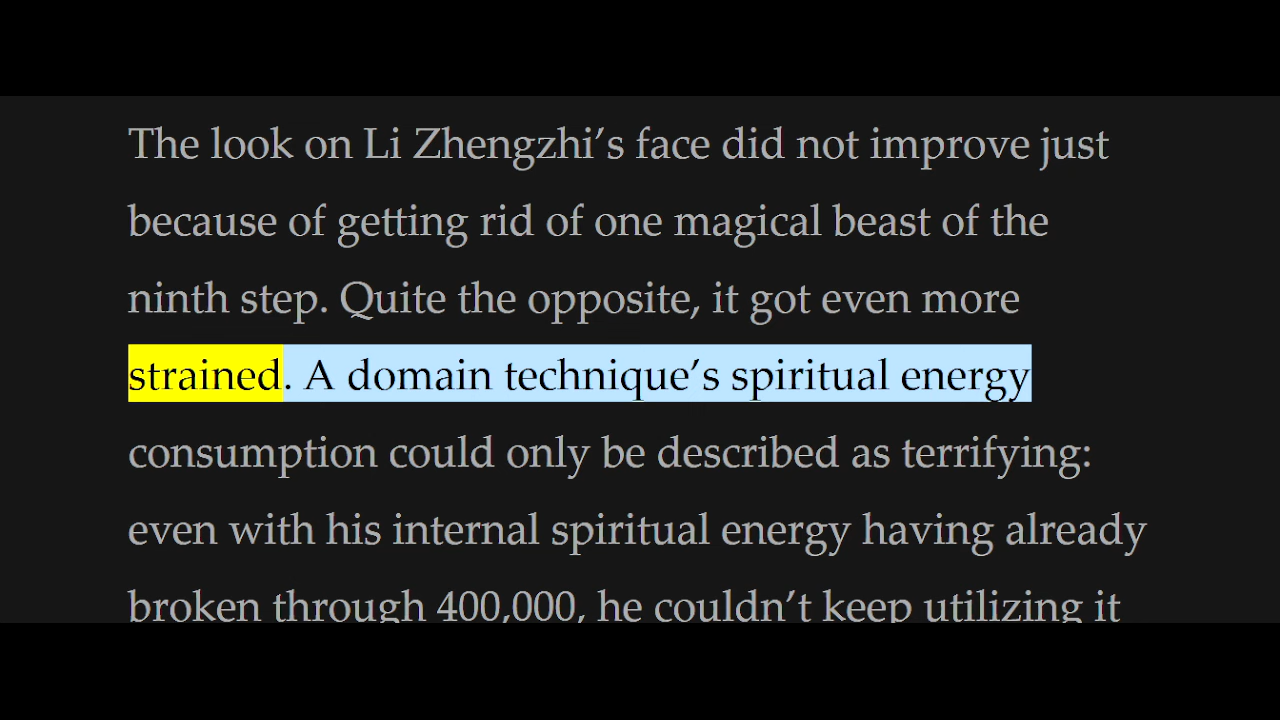 The look on Li Zhengzhi’s face did not improve just
because of getting rid of one magical beast of the
ninth step. Quite the opposite, it got even more
strained. A domain technique’s spiritual energy
consumption could only be described as terrifying:
even with his internal spiritual energy having already
broken through 400,000, he couldn’t keep utilizing it